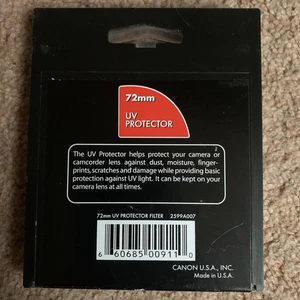 72mm
UV
PROTECTOR
The UV Protector helps protect your camera or
camcorder lens against dust, moisture, finger-
prints, scratches and damage while providing basic
protection against UV light. It can be kept on your
camera lens at all times.
72mm UV PROTECTOR FILTER 2599A007
6 60685 00911 0
CANON U.S.A., INC.
Made in U.S.A.